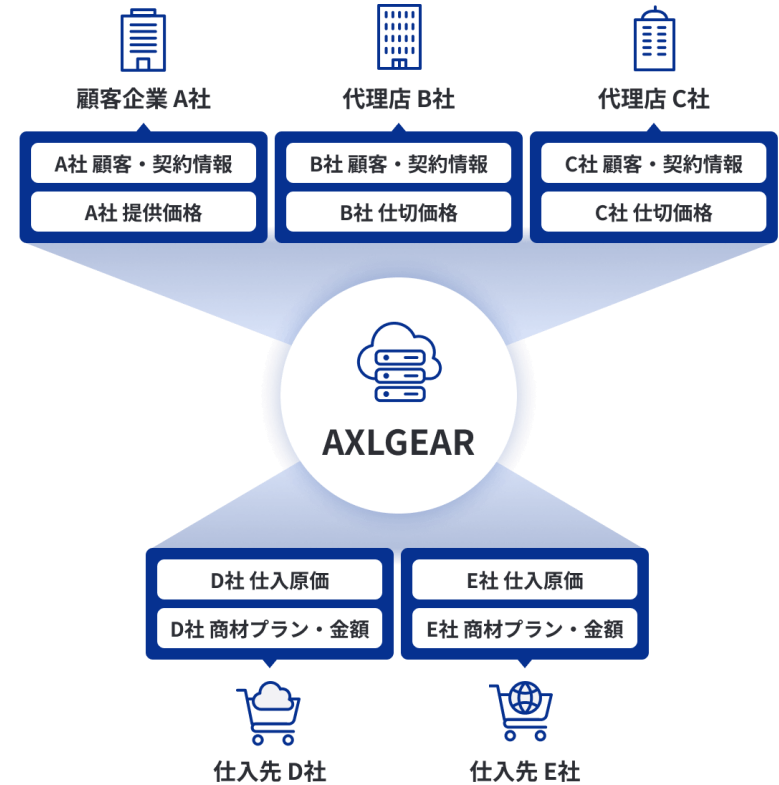 顧客企業 A社
代理店 B社
代理店 C社
A社 顧客・契約情報
B社 顧客・契約情報
C社 顧客・契約情報
A社 提供価格
B社 仕切価格
C社 仕切価格
AXLGEAR
D社 仕入原価
E社 仕入原価
D社 商材プラン・金額
E社 商材プラン・金額
仕入先 D社
仕入先 E社